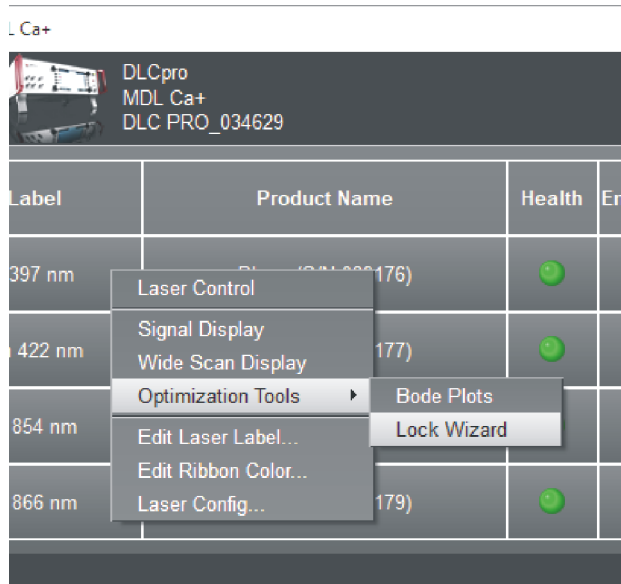 L Ca+
DLCpro
MDL Ca+
DLC PRO_034629
Label Product Name Health
397 nm 176)
Laser Control
Signal Display
422 nm 177)
Wide Scan Display
Optimization Tools Bode Plots
854 nm Lock Wizard
Edit Laser Label...
Edit Ribbon Color...
866 nm 179)
Laser Config...